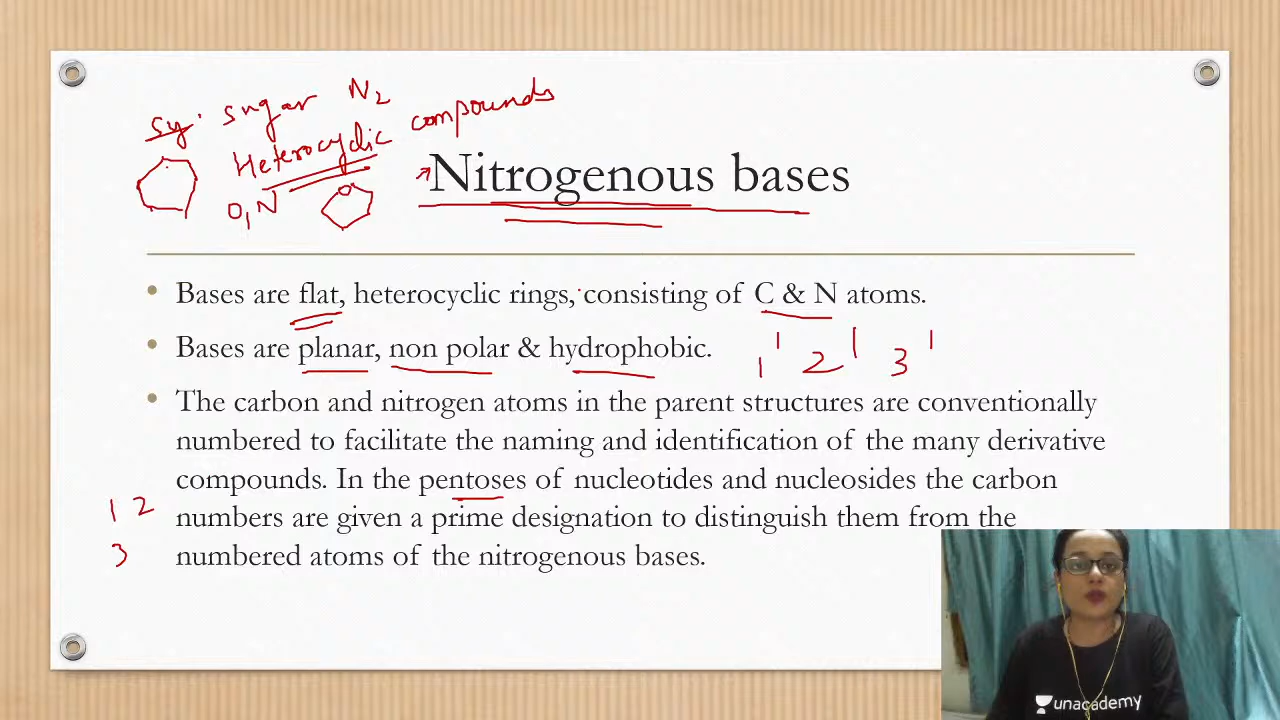 sy. sugar N2
Heterocyclic compounds
O, N
Nitrogenous bases
• Bases are flat, heterocyclic rings, consisting of C & N atoms.
• Bases are planar, non polar & hydrophobic.
1' 2' 3'
• The carbon and nitrogen atoms in the parent structures are conventionally
numbered to facilitate the naming and identification of the many derivative
compounds. In the pentoses of nucleotides and nucleosides the carbon
numbers are given a prime designation to distinguish them from the
numbered atoms of the nitrogenous bases.
1 2
3
unacademy